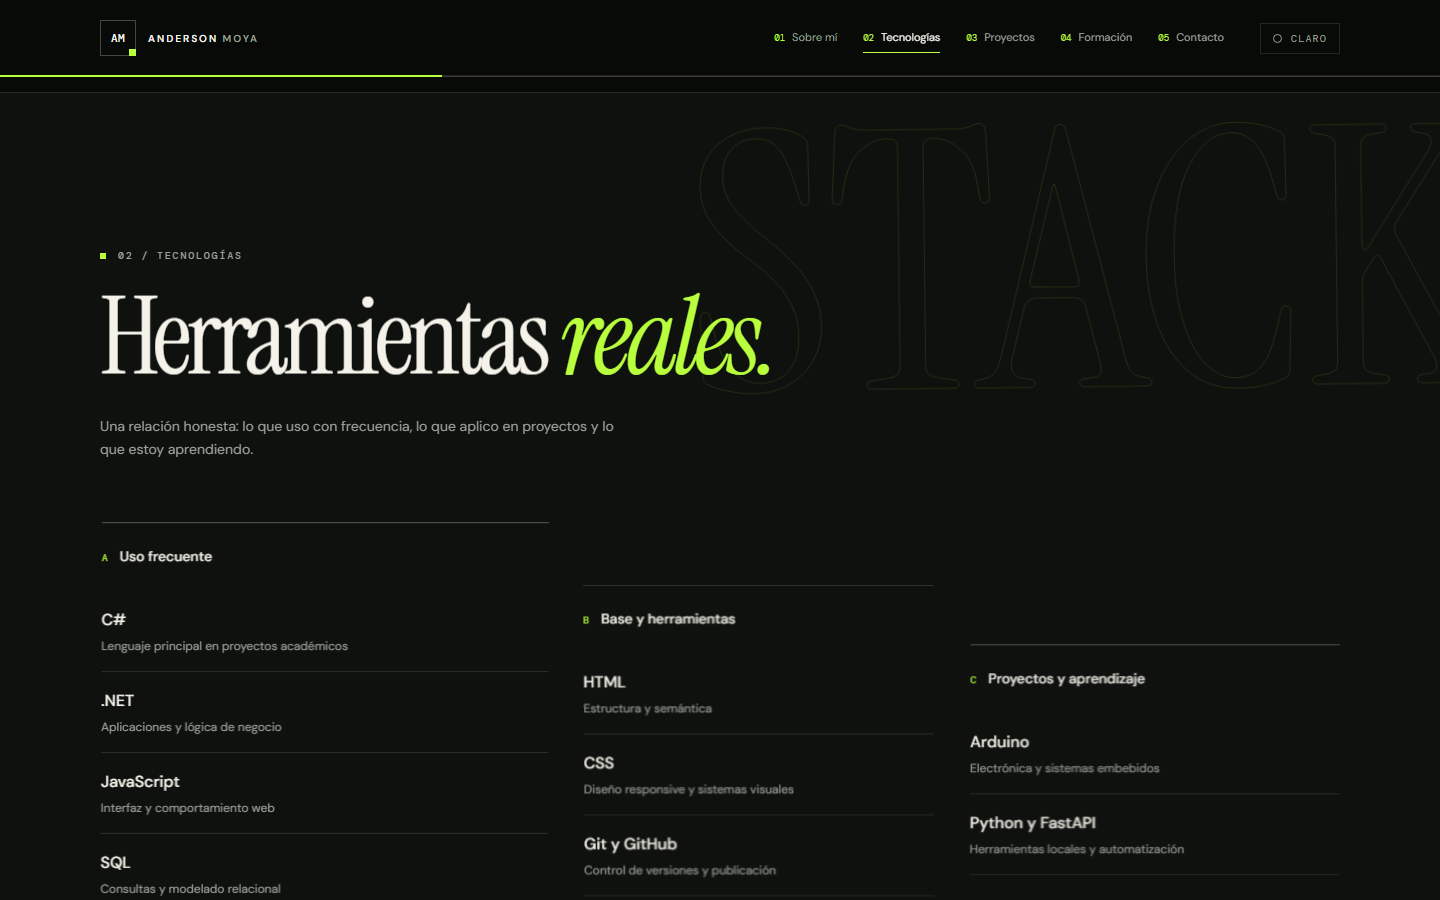 AM
ANDERSON MOYA
01 Sobre mí
02 Tecnologías
03 Proyectos
04 Formación
05 Contacto
CLARO
STACK
02 / TECNOLOGÍAS
Herramientas reales.
Una relación honesta: lo que uso con frecuencia, lo que aplico en proyectos y lo
que estoy aprendiendo.
A Uso frecuente
C#
Lenguaje principal en proyectos académicos
.NET
Aplicaciones y lógica de negocio
JavaScript
Interfaz y comportamiento web
SQL
Consultas y modelado relacional
B Base y herramientas
HTML
Estructura y semántica
CSS
Diseño responsive y sistemas visuales
Git y GitHub
Control de versiones y publicación
C Proyectos y aprendizaje
Arduino
Electrónica y sistemas embebidos
Python y FastAPI
Herramientas locales y automatización